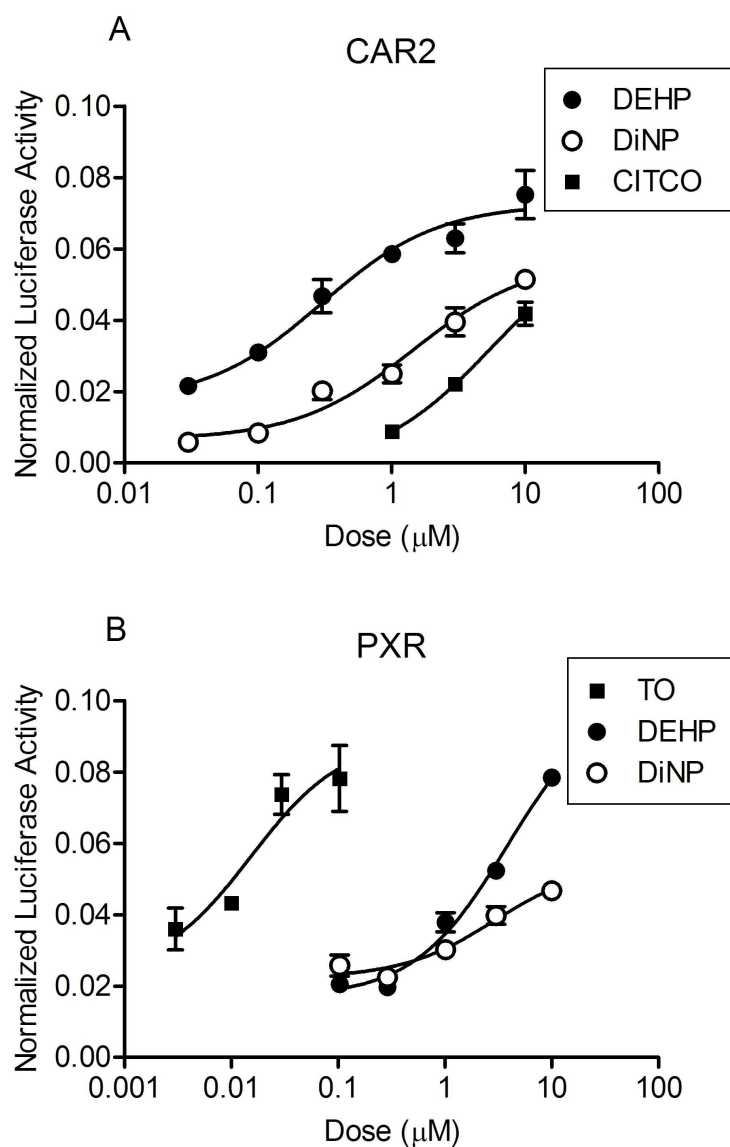 A
CAR2
DEHP
DiNP
CITCO
Normalized Luciferase Activity
0.10
0.08
0.06
0.04
0.02
0.00
0.01 0.1 1 10 100
Dose (μM)
B
PXR
TO
DEHP
DiNP
Normalized Luciferase Activity
0.10
0.08
0.06
0.04
0.02
0.00
0.001 0.01 0.1 1 10 100
Dose (μM)